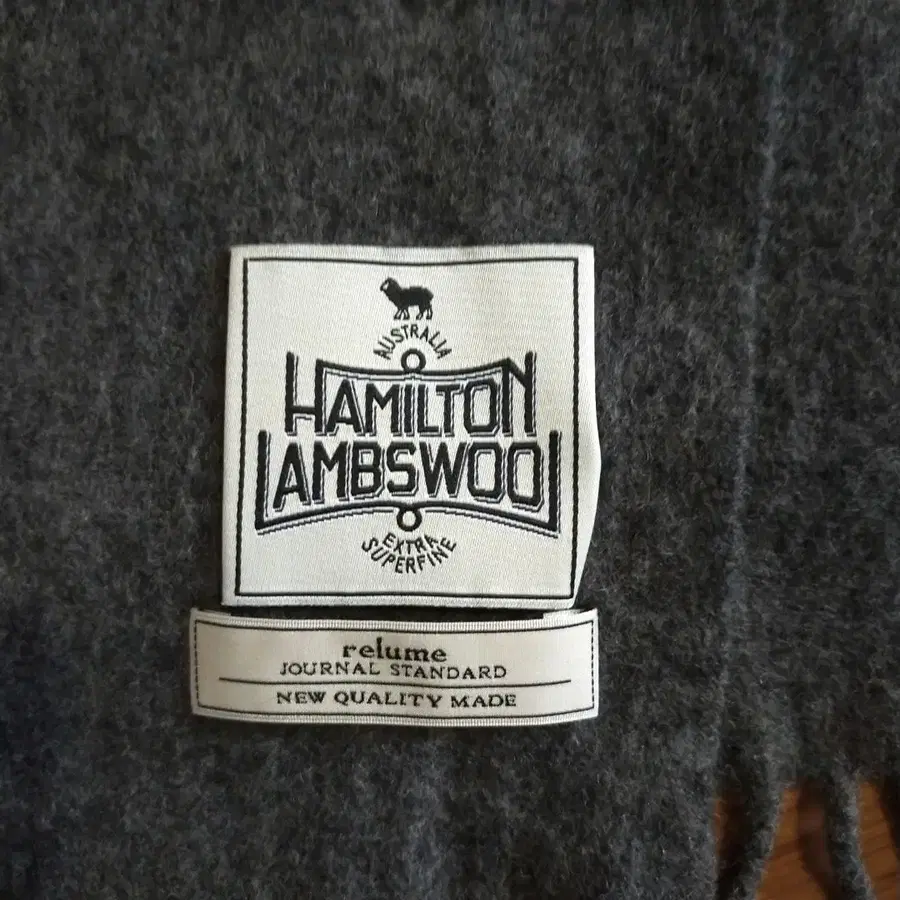 AUSTRALIA
HAMILTON
LAMBSWOOL
EXTRA
SUPERFINE
relume
JOURNAL STANDARD
NEW QUALITY MADE